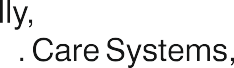 lly,
. Care Systems,